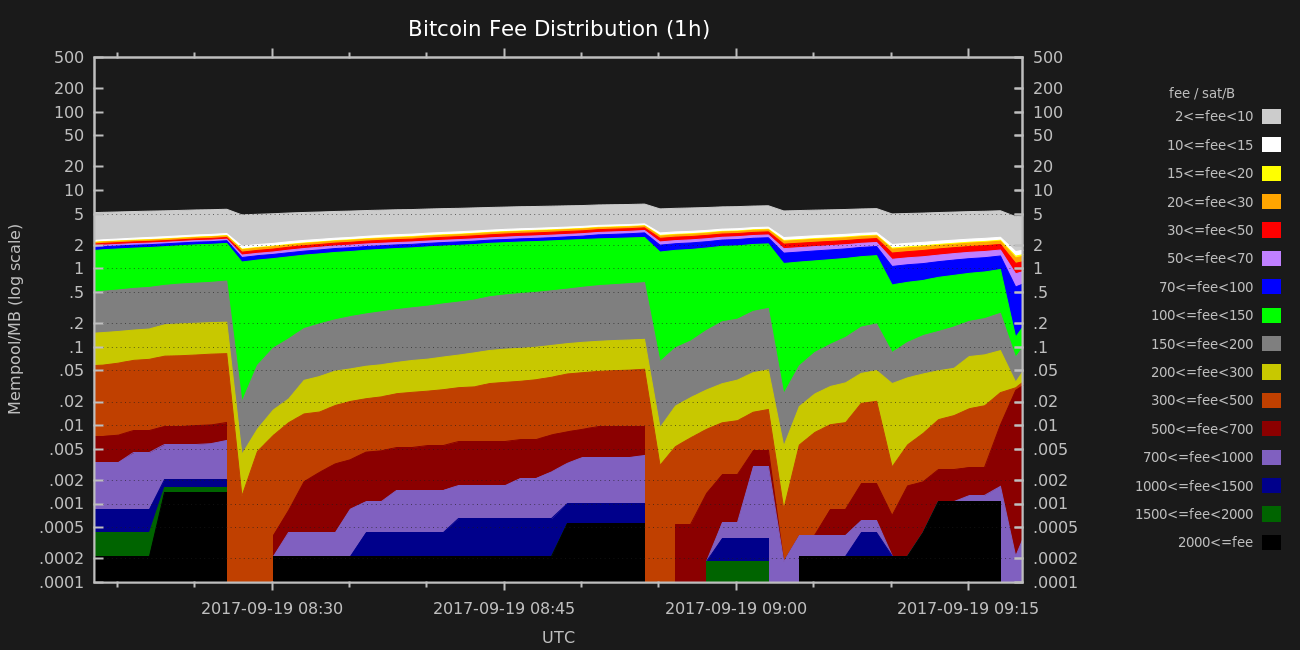 Bitcoin Fee Distribution (1h)
500
200
100
50
20
10
5
2
1
.5
.2
.1
.05
.02
.01
.005
.002
.001
.0005
.0002
.0001
Mempool/MB (log scale)
500
200
100
50
20
10
5
2
1
.5
.2
.1
.05
.02
.01
.005
.002
.001
.0005
.0002
.0001
2017-09-19 08:30
2017-09-19 08:45
2017-09-19 09:00
2017-09-19 09:15
UTC
fee / sat/B
2<=fee<10
10<=fee<15
15<=fee<20
20<=fee<30
30<=fee<50
50<=fee<70
70<=fee<100
100<=fee<150
150<=fee<200
200<=fee<300
300<=fee<500
500<=fee<700
700<=fee<1000
1000<=fee<1500
1500<=fee<2000
2000<=fee